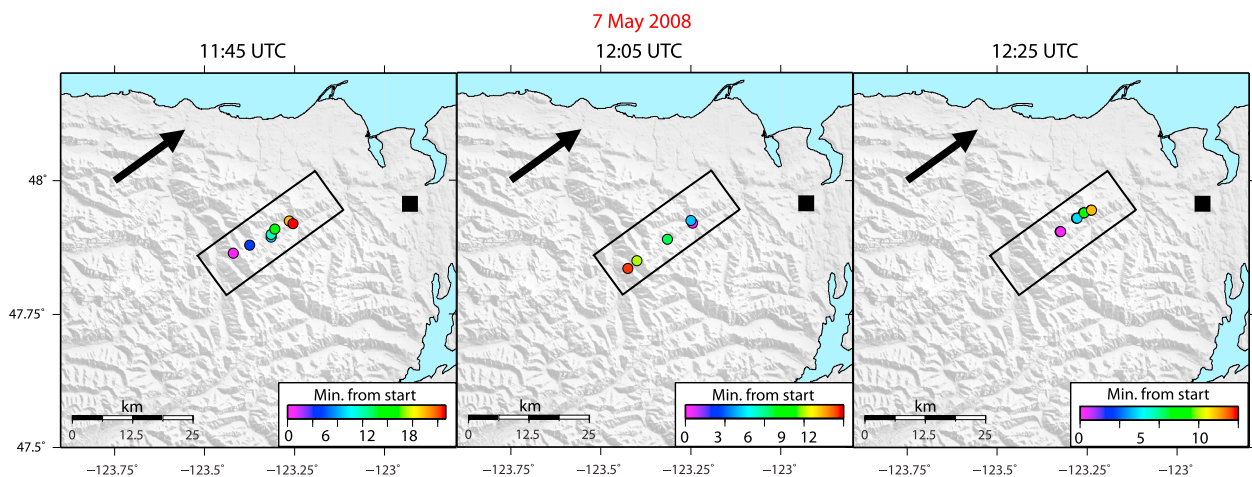 7 May 2008
11:45 UTC
12:05 UTC
12:25 UTC
48˚
47.75˚
47.5˚
km
0 12.5 25
Min. from start
0 6 12 18
km
0 12.5 25
Min. from start
0 3 6 9 12
km
0 12.5 25
Min. from start
0 5 10
−123.75˚ −123.5˚ −123.25˚ −123˚
−123.75˚ −123.5˚ −123.25˚ −123˚
−123.75˚ −123.5˚ −123.25˚ −123˚